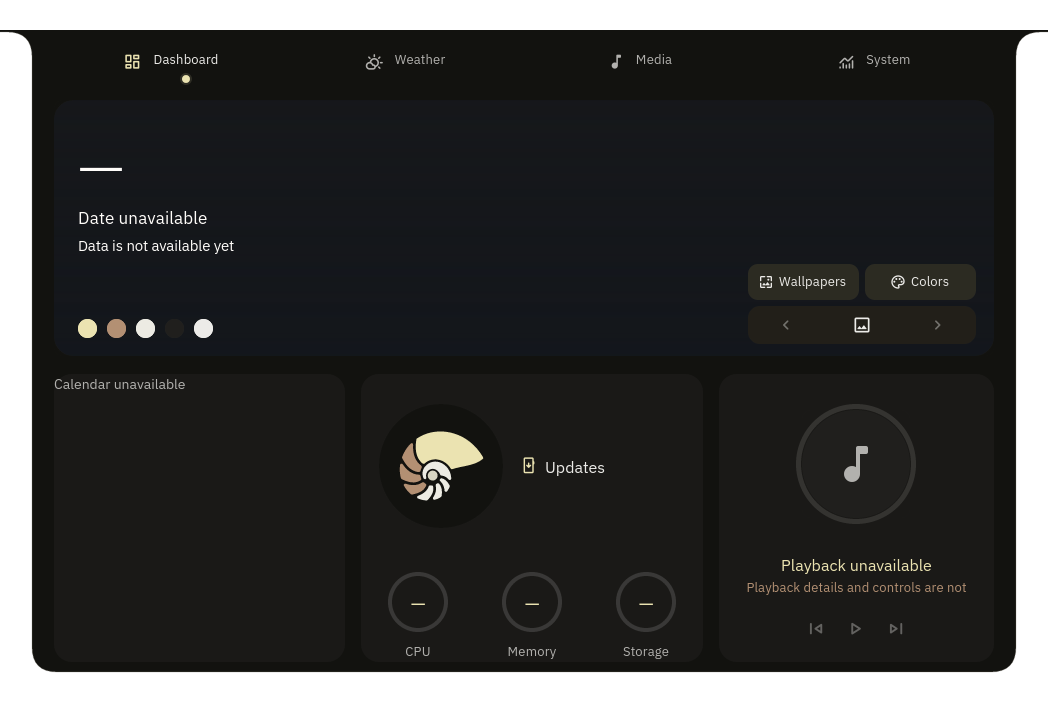 Dashboard
Weather
Media
System
—
Date unavailable
Data is not available yet
Wallpapers
Colors
Calendar unavailable
Updates
Playback unavailable
Playback details and controls are not
— — —
CPU
Memory
Storage